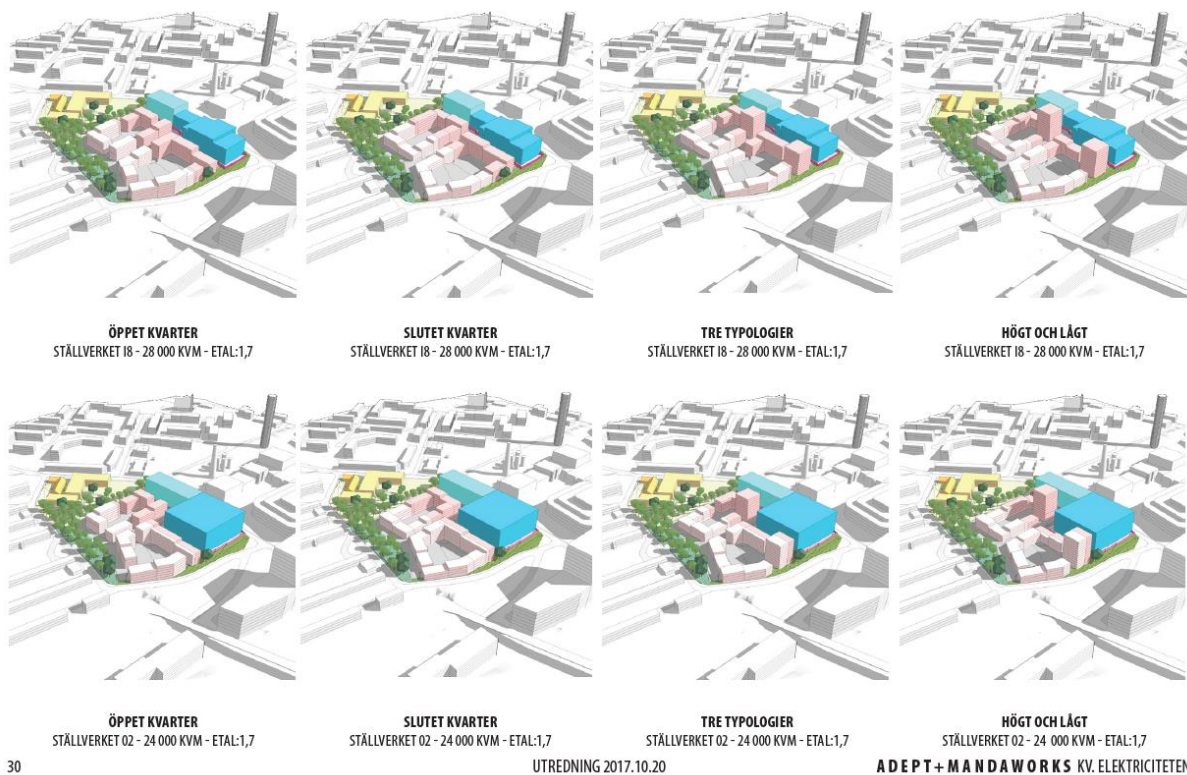 ÖPPET KVARTER
STÄLLVERKET I8 - 28 000 KVM - ETAL:1,7
SLUTET KVARTER
STÄLLVERKET I8 - 28 000 KVM - ETAL:1,7
TRE TYPOLOGIER
STÄLLVERKET I8 - 28 000 KVM - ETAL:1,7
HÖGT OCH LÅGT
STÄLLVERKET I8 - 28 000 KVM - ETAL:1,7
ÖPPET KVARTER
STÄLLVERKET 02 - 24 000 KVM - ETAL:1,7
SLUTET KVARTER
STÄLLVERKET 02 - 24 000 KVM - ETAL:1,7
TRE TYPOLOGIER
STÄLLVERKET 02 - 24 000 KVM - ETAL:1,7
HÖGT OCH LÅGT
STÄLLVERKET 02 - 24 000 KVM - ETAL:1,7
30
UTREDNING 2017.10.20
ADEPT+MANDAWORKS KV. ELEKTRICITETEN